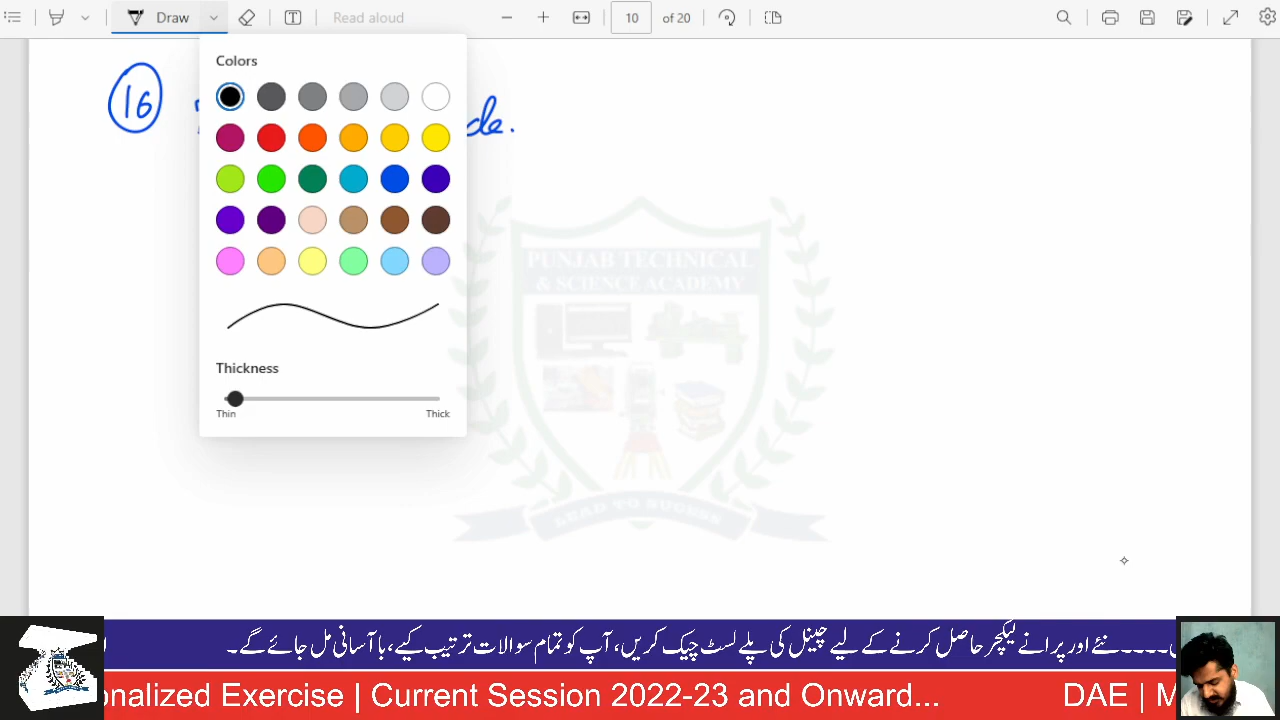 Draw
Read aloud
10
of 20
Colors
16
de.
PUNJAB TECHNICAL
& SCIENCE ACADEMY
Thickness
Thin
Thick
LEAD TO SUCCESS
نئے اور پرانے لیکچر حاصل کرنے کے لیے چینل کی پلے لسٹ چیک کریں، آپ کو تمام سوالات ترتیب کیے، باآسانی مل جائے گے۔
onalized Exercise | Current Session 2022-23 and Onward...
DAE | M